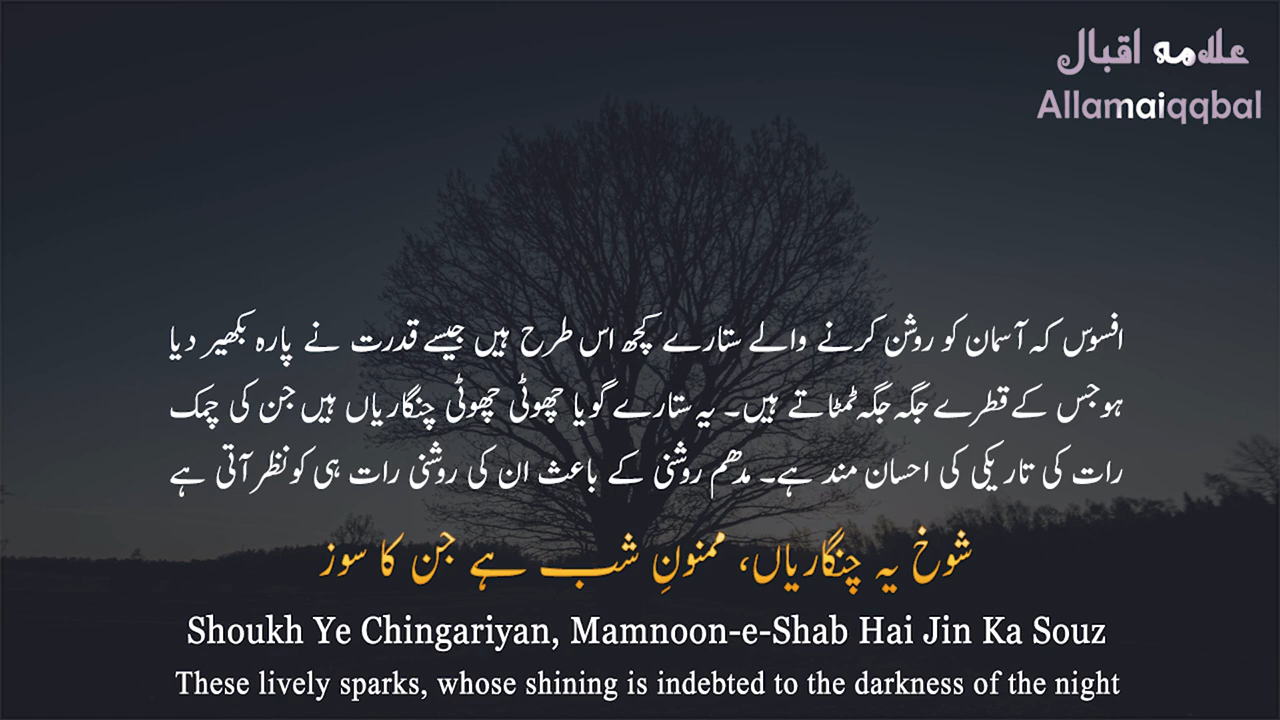 علامہ اقبال
Allamaiqqbal
افسوس کہ آسمان کو روشن کرنے والے ستارے کچھ اس طرح ہیں جیسے قدرت نے پارہ بکھیر دیا
ہو جس کے قطرے جگہ جگہ ٹمٹماتے ہیں۔ یہ ستارے گویا چھوٹی چھوٹی چنگاریاں ہیں جن کی چمک
رات کی تاریکی کی احسان مند ہے۔ مدھم روشنی کے باعث ان کی روشنی رات ہی کو نظر آتی ہے
شوخ یہ چنگاریاں، ممنونِ شب ہے جن کا سوز
Shoukh Ye Chingariyan, Mamnoon-e-Shab Hai Jin Ka Souz
These lively sparks, whose shining is indebted to the darkness of the night